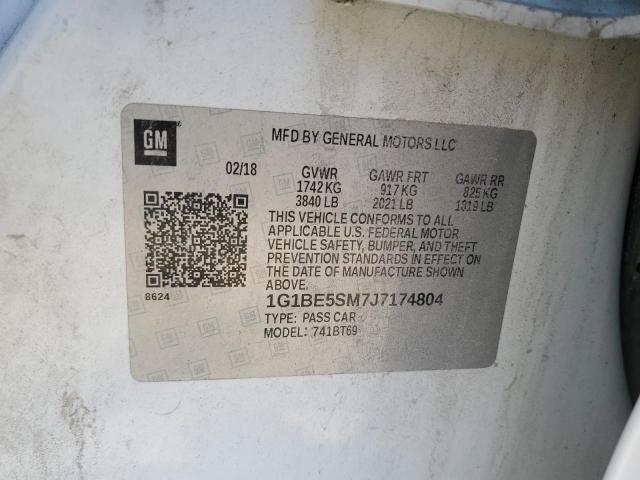 GM
MFD BY GENERAL MOTORS LLC
02/18 GVWR GAWR FRT GAWR RR
1742 KG 917 KG 825 KG
3840 LB 2021 LB 1819 LB
THIS VEHICLE CONFORMS TO ALL
APPLICABLE U.S. FEDERAL MOTOR
VEHICLE SAFETY, BUMPER, AND THEFT
PREVENTION STANDARDS IN EFFECT ON
THE DATE OF MANUFACTURE SHOWN
ABOVE.
8624
1G1BE5SM7J7174804
TYPE: PASS CAR
MODEL: 741BT69